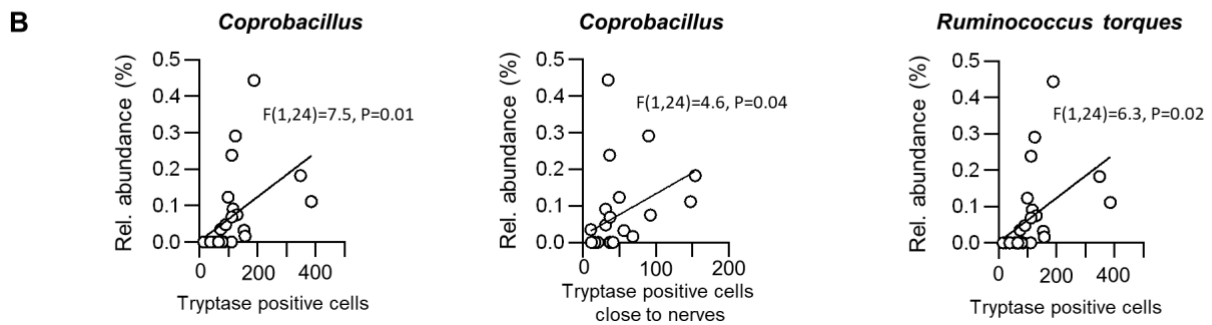 B
Coprobacillus
Rel. abundance (%)
0.5
0.4
0.3
0.2
0.1
0.0
F(1,24)=7.5, P=0.01
0 200 400
Tryptase positive cells
Coprobacillus
Rel. abundance (%)
0.5
0.4
0.3
0.2
0.1
0.0
F(1,24)=4.6, P=0.04
0 100 200
Tryptase positive cells
close to nerves
Ruminococcus torques
Rel. abundance (%)
0.5
0.4
0.3
0.2
0.1
0.0
F(1,24)=6.3, P=0.02
0 200 400
Tryptase positive cells